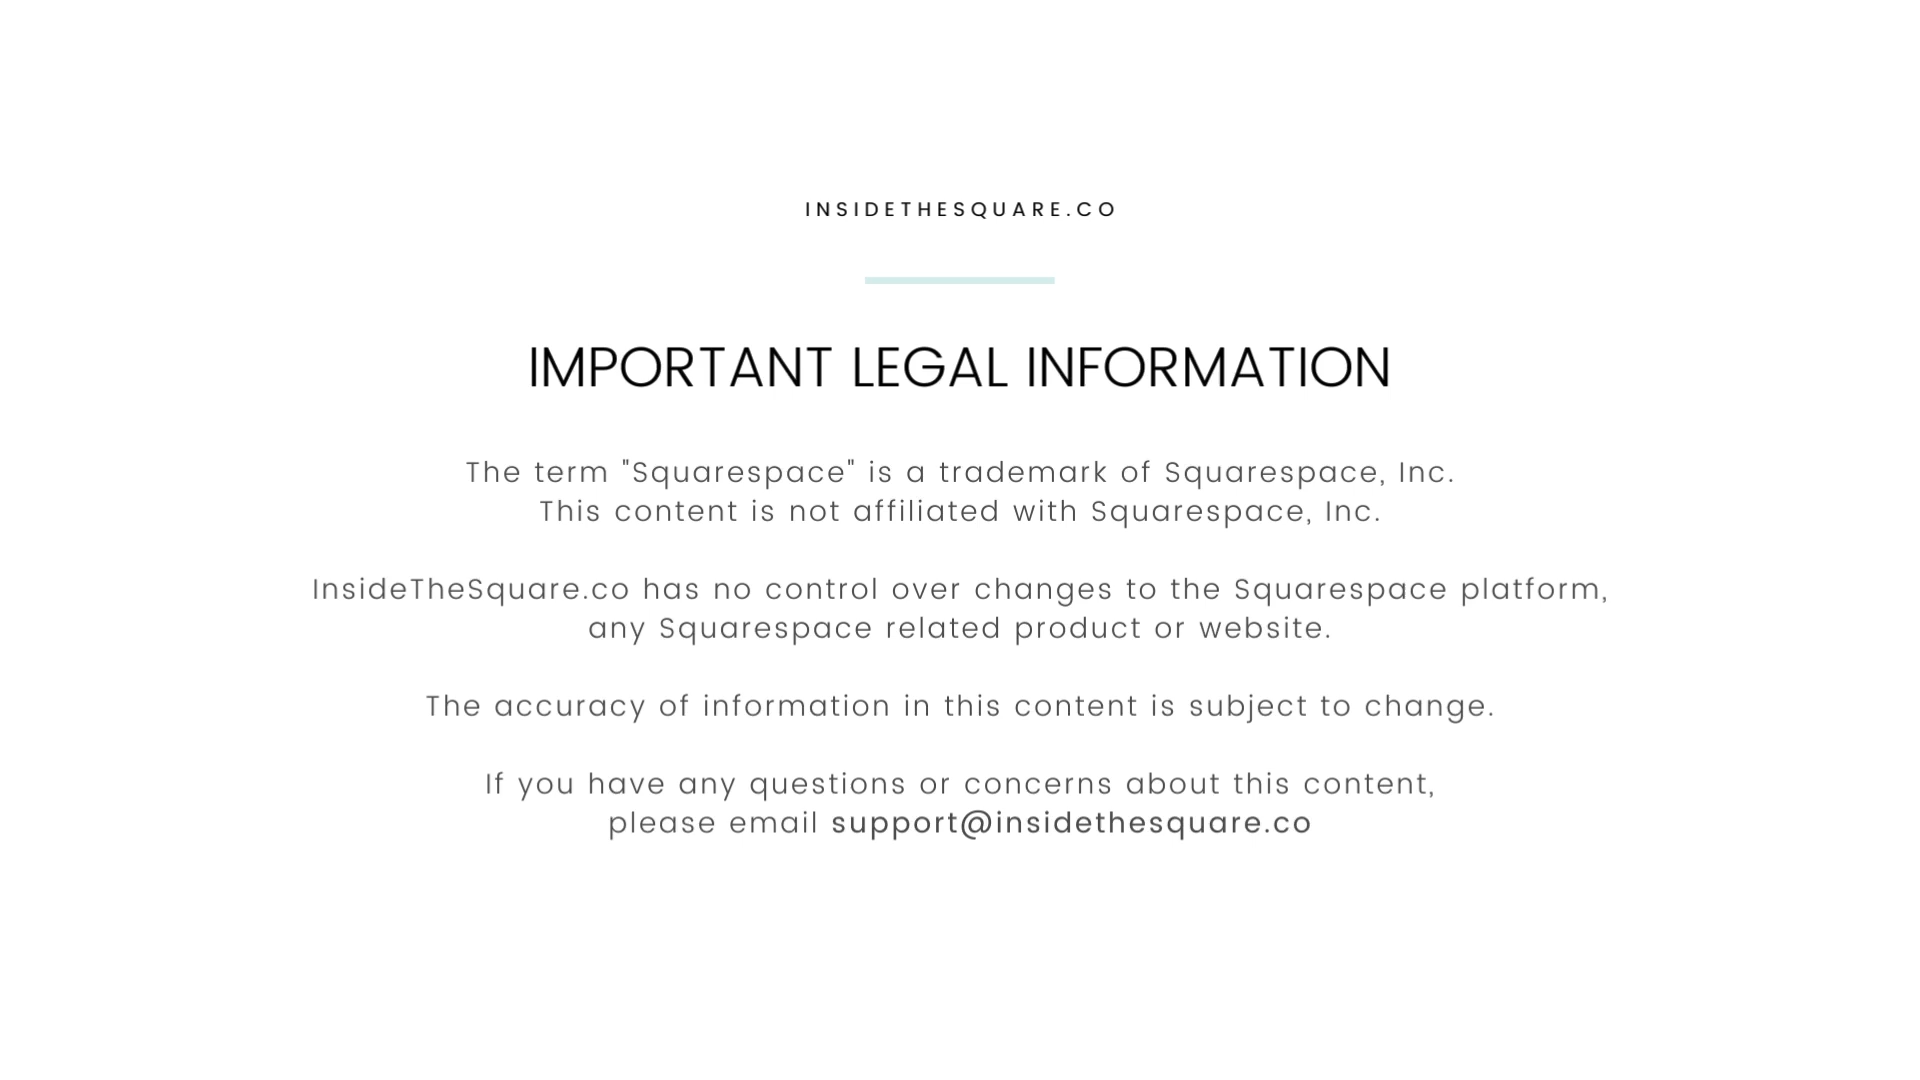 INSIDETHESQUARE.CO
IMPORTANT LEGAL INFORMATION
The term "Squarespace" is a trademark of Squarespace, Inc.
This content is not affiliated with Squarespace, Inc.
InsideTheSquare.co has no control over changes to the Squarespace platform,
any Squarespace related product or website.
The accuracy of information in this content is subject to change.
If you have any questions or concerns about this content,
please email support@insidethesquare.co